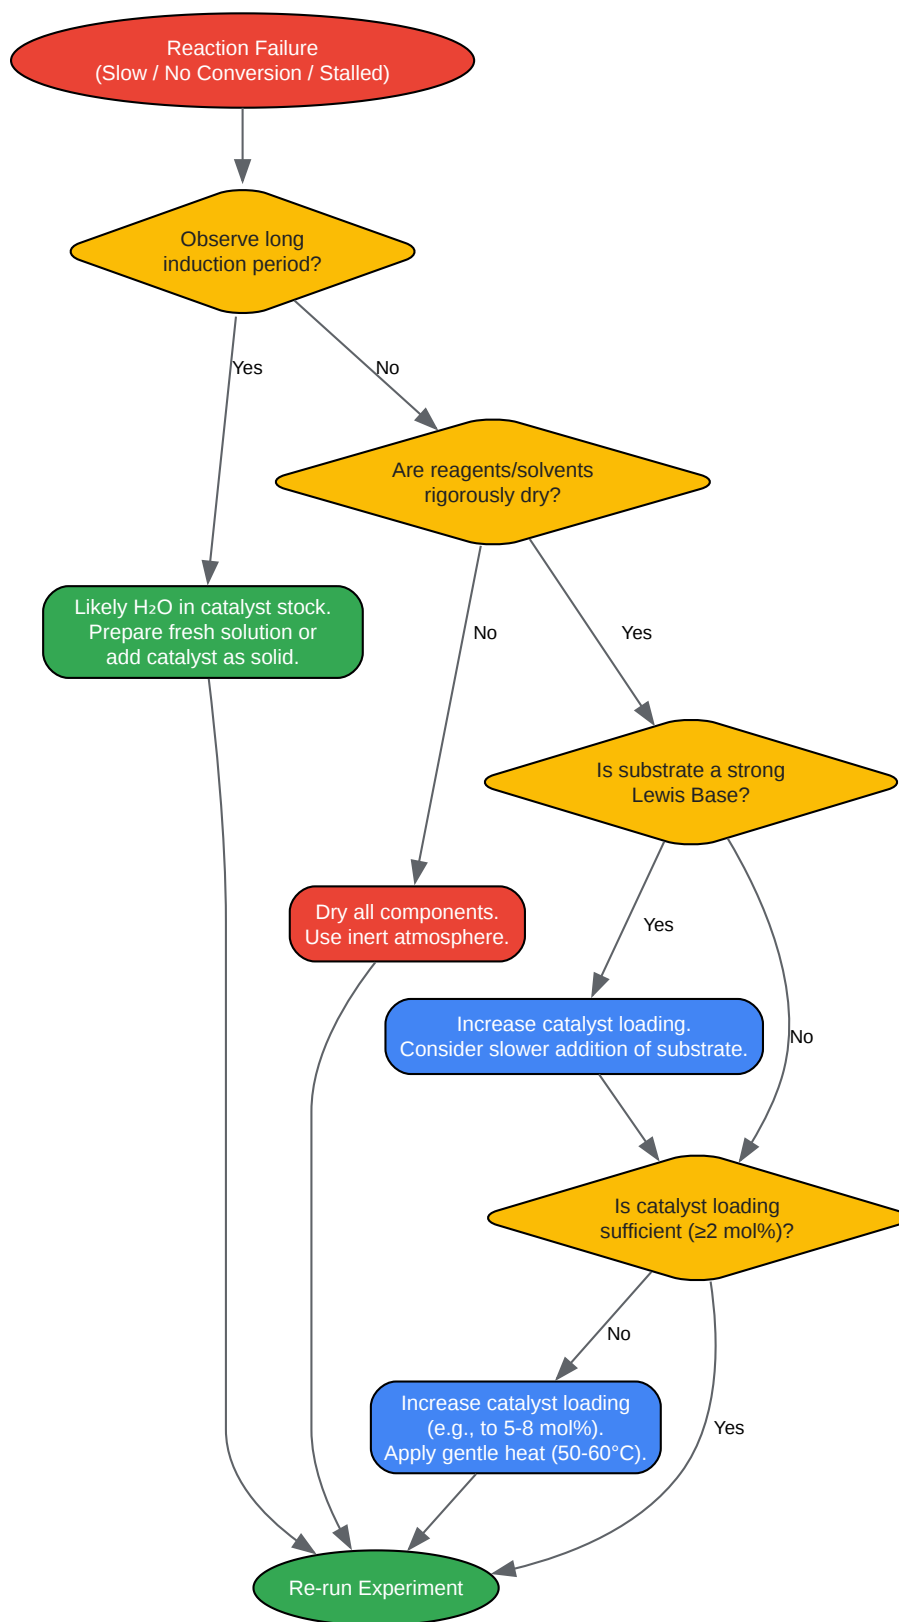 Reaction Failure
(Slow / No Conversion / Stalled)
Observe long
induction period?
Yes
No
Are reagents/solvents
rigorously dry?
Likely H₂O in catalyst stock.
Prepare fresh solution or
add catalyst as solid.
No
Yes
Is substrate a strong
Lewis Base?
Dry all components.
Use inert atmosphere.
Yes
Increase catalyst loading.
Consider slower addition of substrate.
No
Is catalyst loading
sufficient (≥2 mol%)?
No
Increase catalyst loading
(e.g., to 5-8 mol%).
Apply gentle heat (50-60°C).
Yes
Re-run Experiment